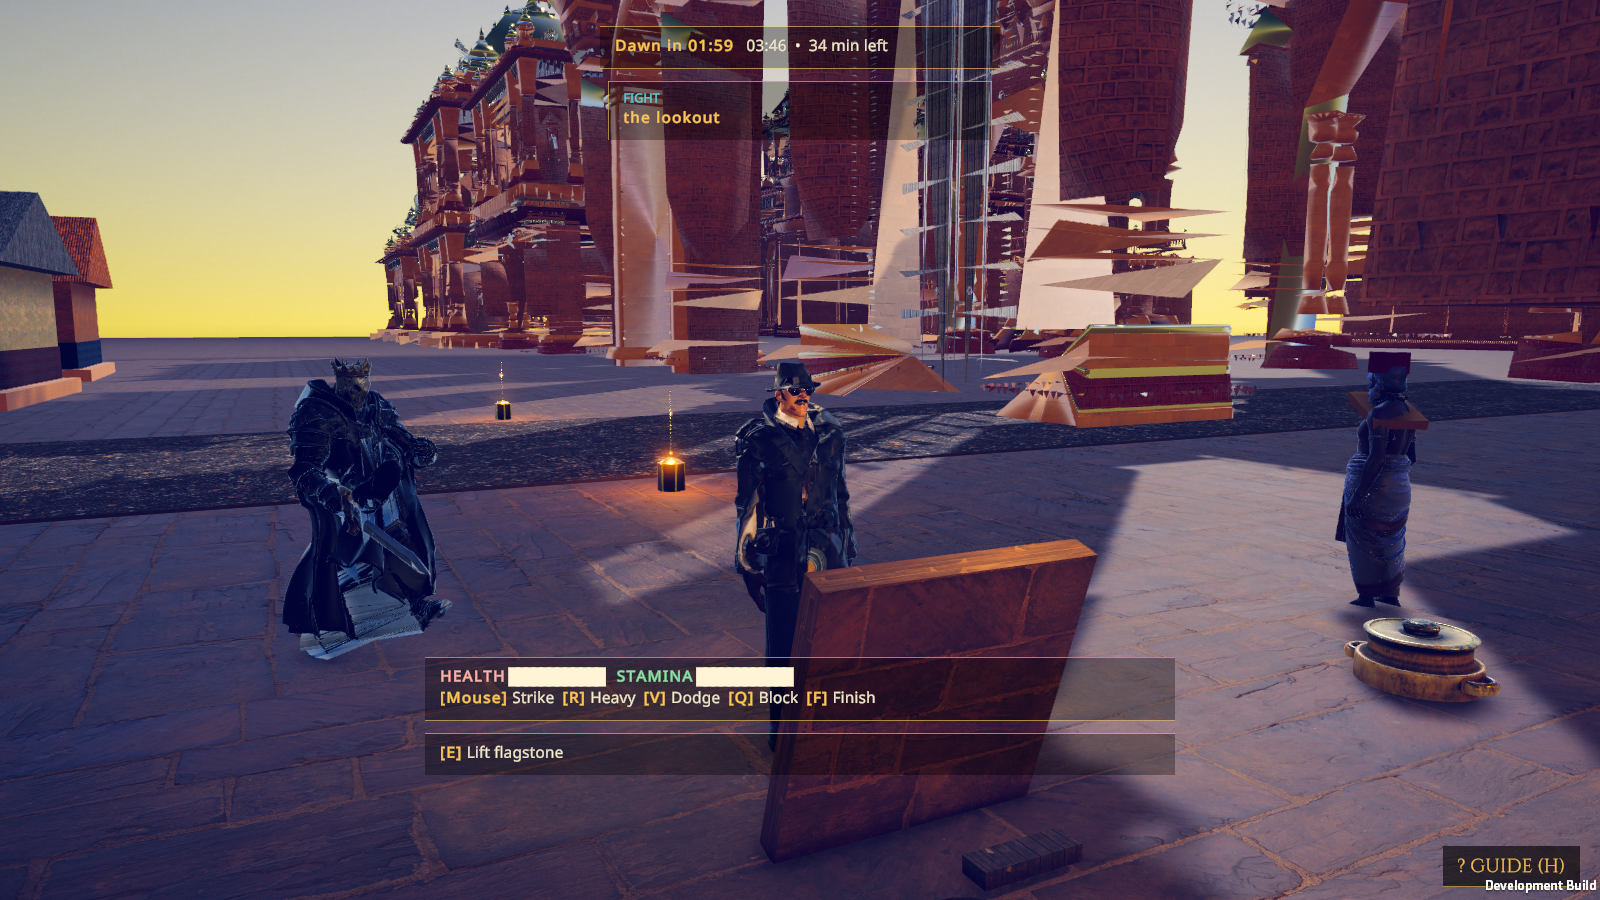 Dawn in 01:59 03:46 • 34 min left
FIGHT
the lookout
HEALTH STAMINA
[Mouse] Strike [R] Heavy [V] Dodge [Q] Block [F] Finish
[E] Lift flagstone
? GUIDE (H)
Development Build